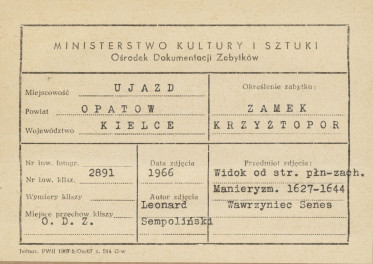 MINISTERSTWO KULTURY I SZTUKI
Ośrodek Dokumentacji Zabytków
Miejscowość UJAZD
Powiat OPATOW
Województwo KIELCE
Określenie zabytku:
ZAMEK
KRZYŻTOPOR
Nr inw. fotogr.
Nr inw. klisz. 2891
Wymiary kliszy
Miejsce przechow kliszy
O. D. Z.
Data zdjęcia
1966
Autor zdjęcia
Leonard
Sempoliński
Przedmiot zdjęcia:
Widok od str. płn-zach.
Manieryzm. 1627-1644
Wawrzyniec Senes